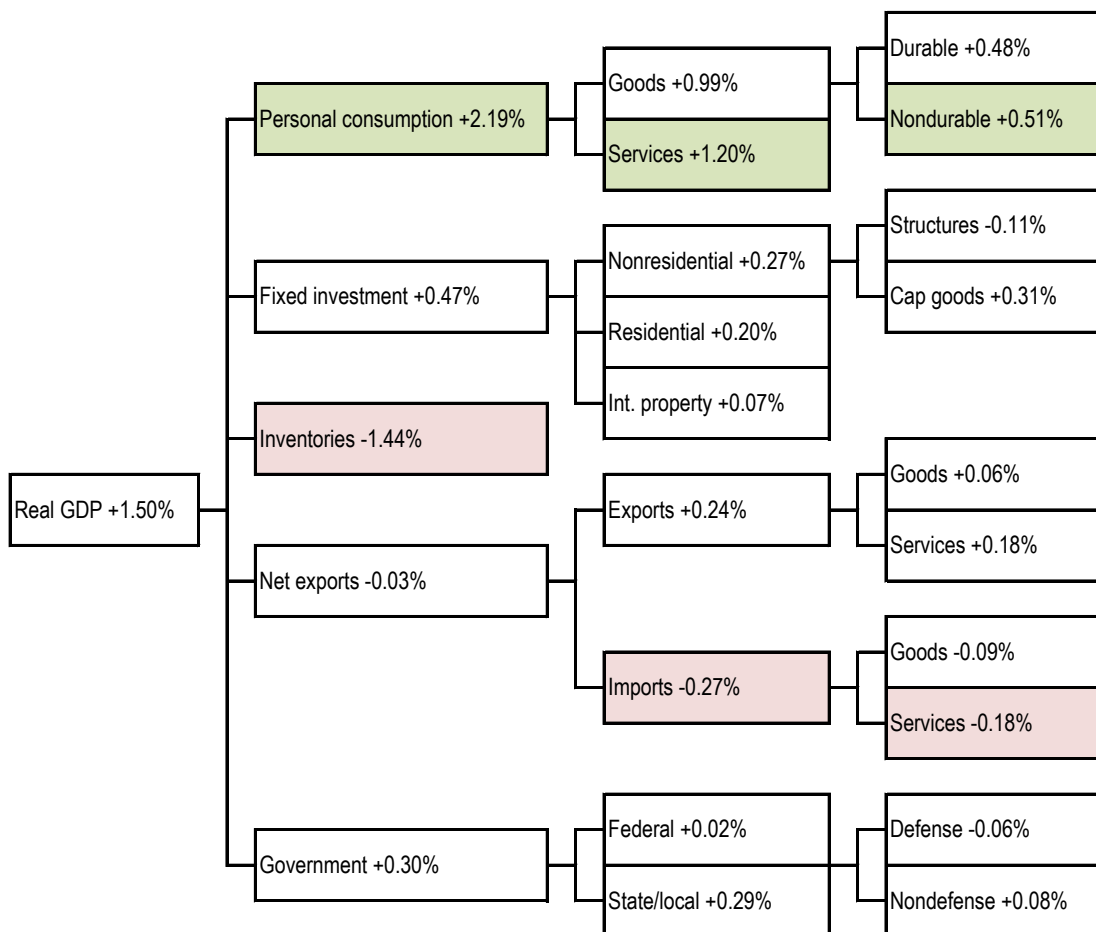 Real GDP +1.50%
Personal consumption +2.19%
Goods +0.99%
Durable +0.48%
Nondurable +0.51%
Services +1.20%
Fixed investment +0.47%
Nonresidential +0.27%
Structures -0.11%
Cap goods +0.31%
Residential +0.20%
Int. property +0.07%
Inventories -1.44%
Net exports -0.03%
Exports +0.24%
Goods +0.06%
Services +0.18%
Imports -0.27%
Goods -0.09%
Services -0.18%
Government +0.30%
Federal +0.02%
Defense -0.06%
Nondefense +0.08%
State/local +0.29%